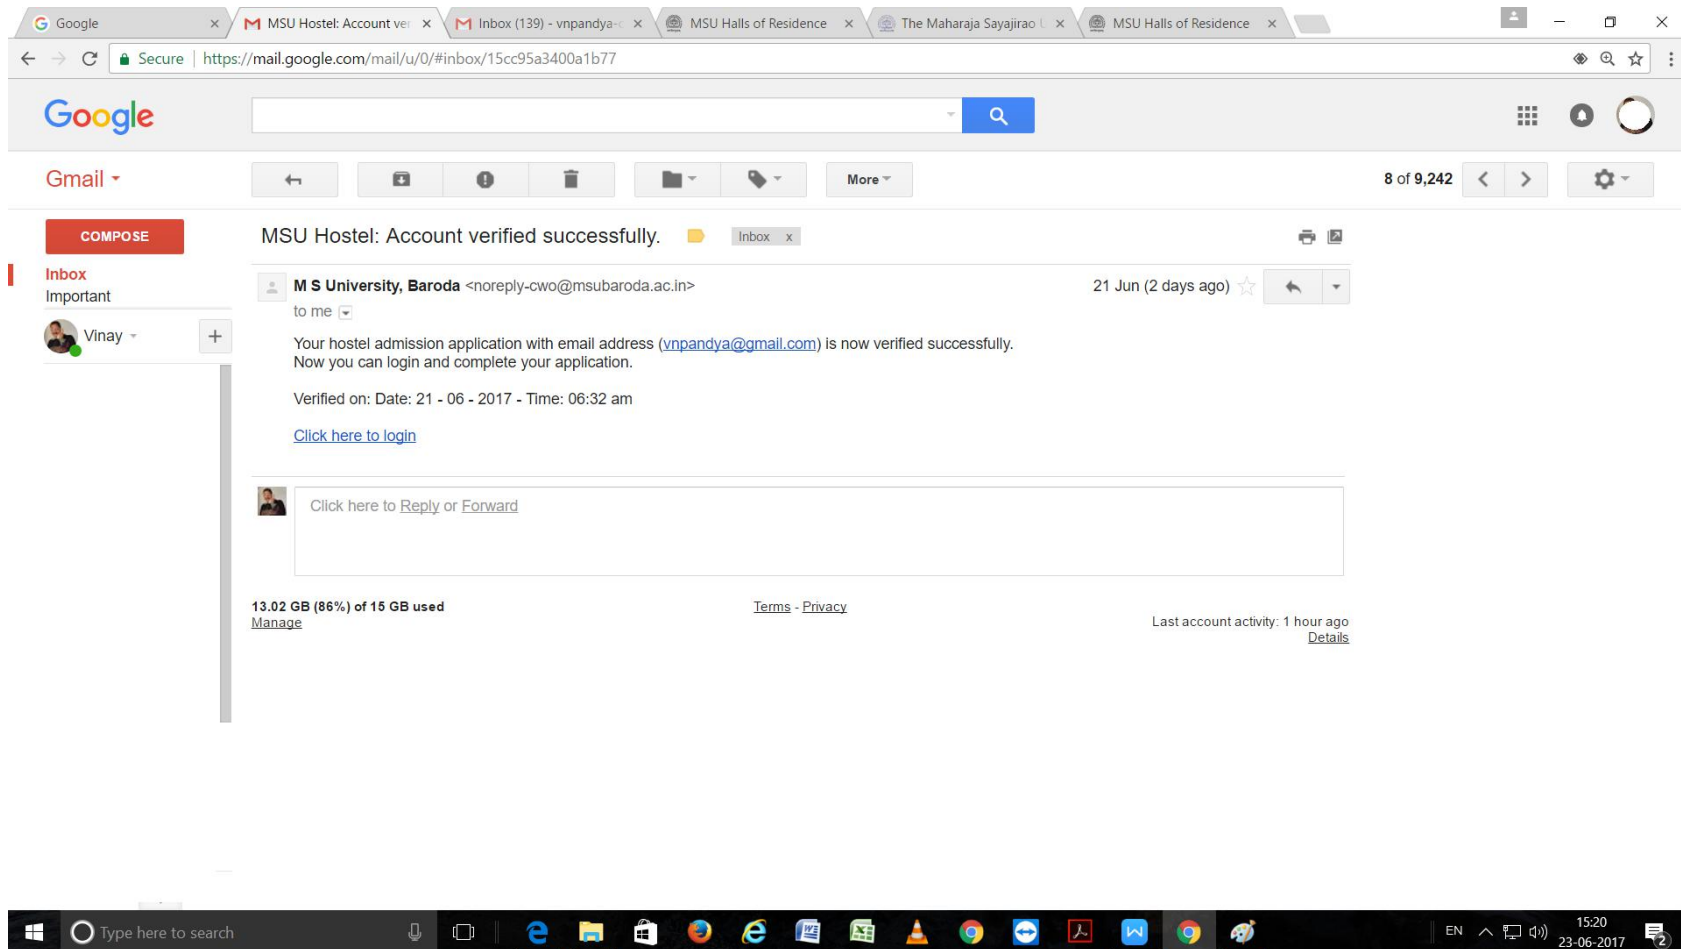 Google
MSU Hostel: Account ver
Inbox (139) - vnpandya-
MSU Halls of Residence
The Maharaja Sayajirao U
MSU Halls of Residence
Secure
https://mail.google.com/mail/u/0/#inbox/15cc95a3400a1b77
Google
Gmail
More
8 of 9,242
COMPOSE
MSU Hostel: Account verified successfully.
Inbox x
Inbox
Important
Vinay
M S University, Baroda <noreply-cwo@msubaroda.ac.in>
21 Jun (2 days ago)
to me
Your hostel admission application with email address (vnpandya@gmail.com) is now verified successfully.
Now you can login and complete your application.
Verified on: Date: 21 - 06 - 2017 - Time: 06:32 am
Click here to login
Click here to Reply or Forward
13.02 GB (86%) of 15 GB used
Manage
Terms - Privacy
Last account activity: 1 hour ago
Details
Type here to search
EN
15:20
23-06-2017
2